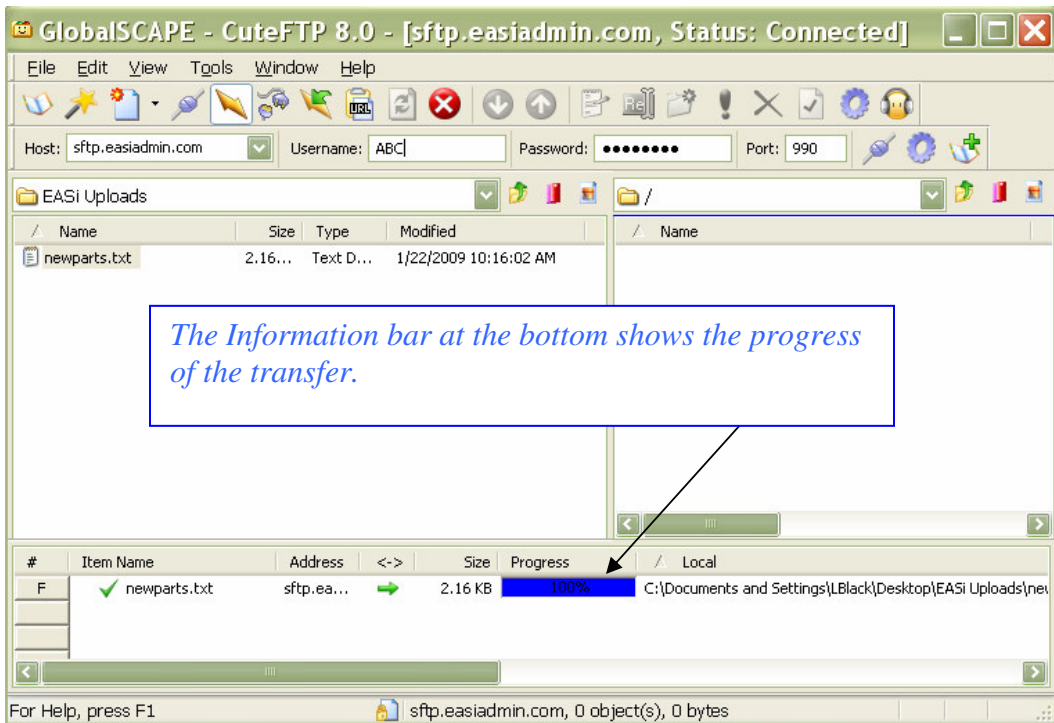 GlobalSCAPE - CuteFTP 8.0 - [sftp.easiadmin.com, Status: Connected]
File Edit View Tools Window Help
URL
Host: sftp.easiadmin.com Username: ABC Password: ●●●●●●●● Port: 990
EASi Uploads /
Name Size Type Modified Name
newparts.txt 2.16... Text D... 1/22/2009 10:16:02 AM
The Information bar at the bottom shows the progress
of the transfer.
# Item Name Address <-> Size Progress Local
F newparts.txt sftp.ea... 2.16 KB 100% C:\Documents and Settings\LBlack\Desktop\EASi Uploads\new
For Help, press F1 sftp.easiadmin.com, 0 object(s), 0 bytes